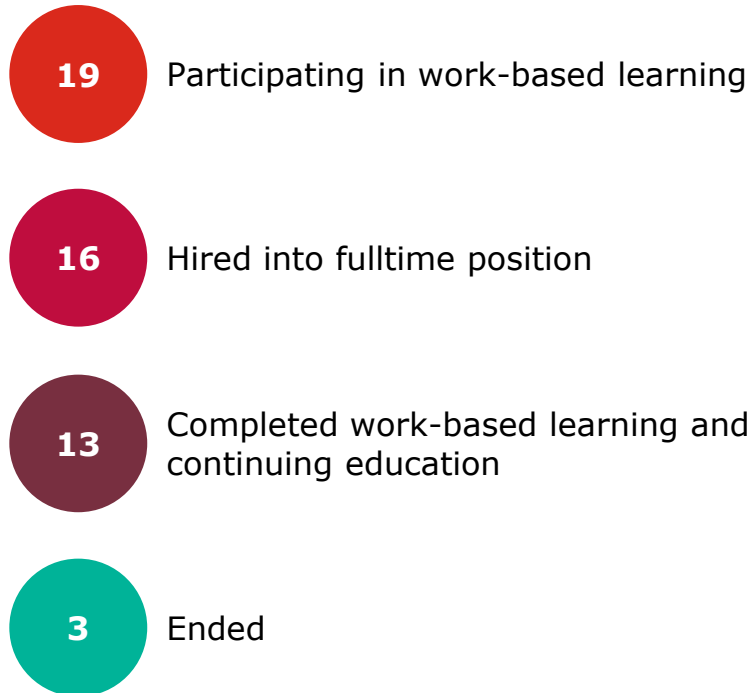 19
Participating in work-based learning
16
Hired into fulltime position
13
Completed work-based learning and
continuing education
3
Ended